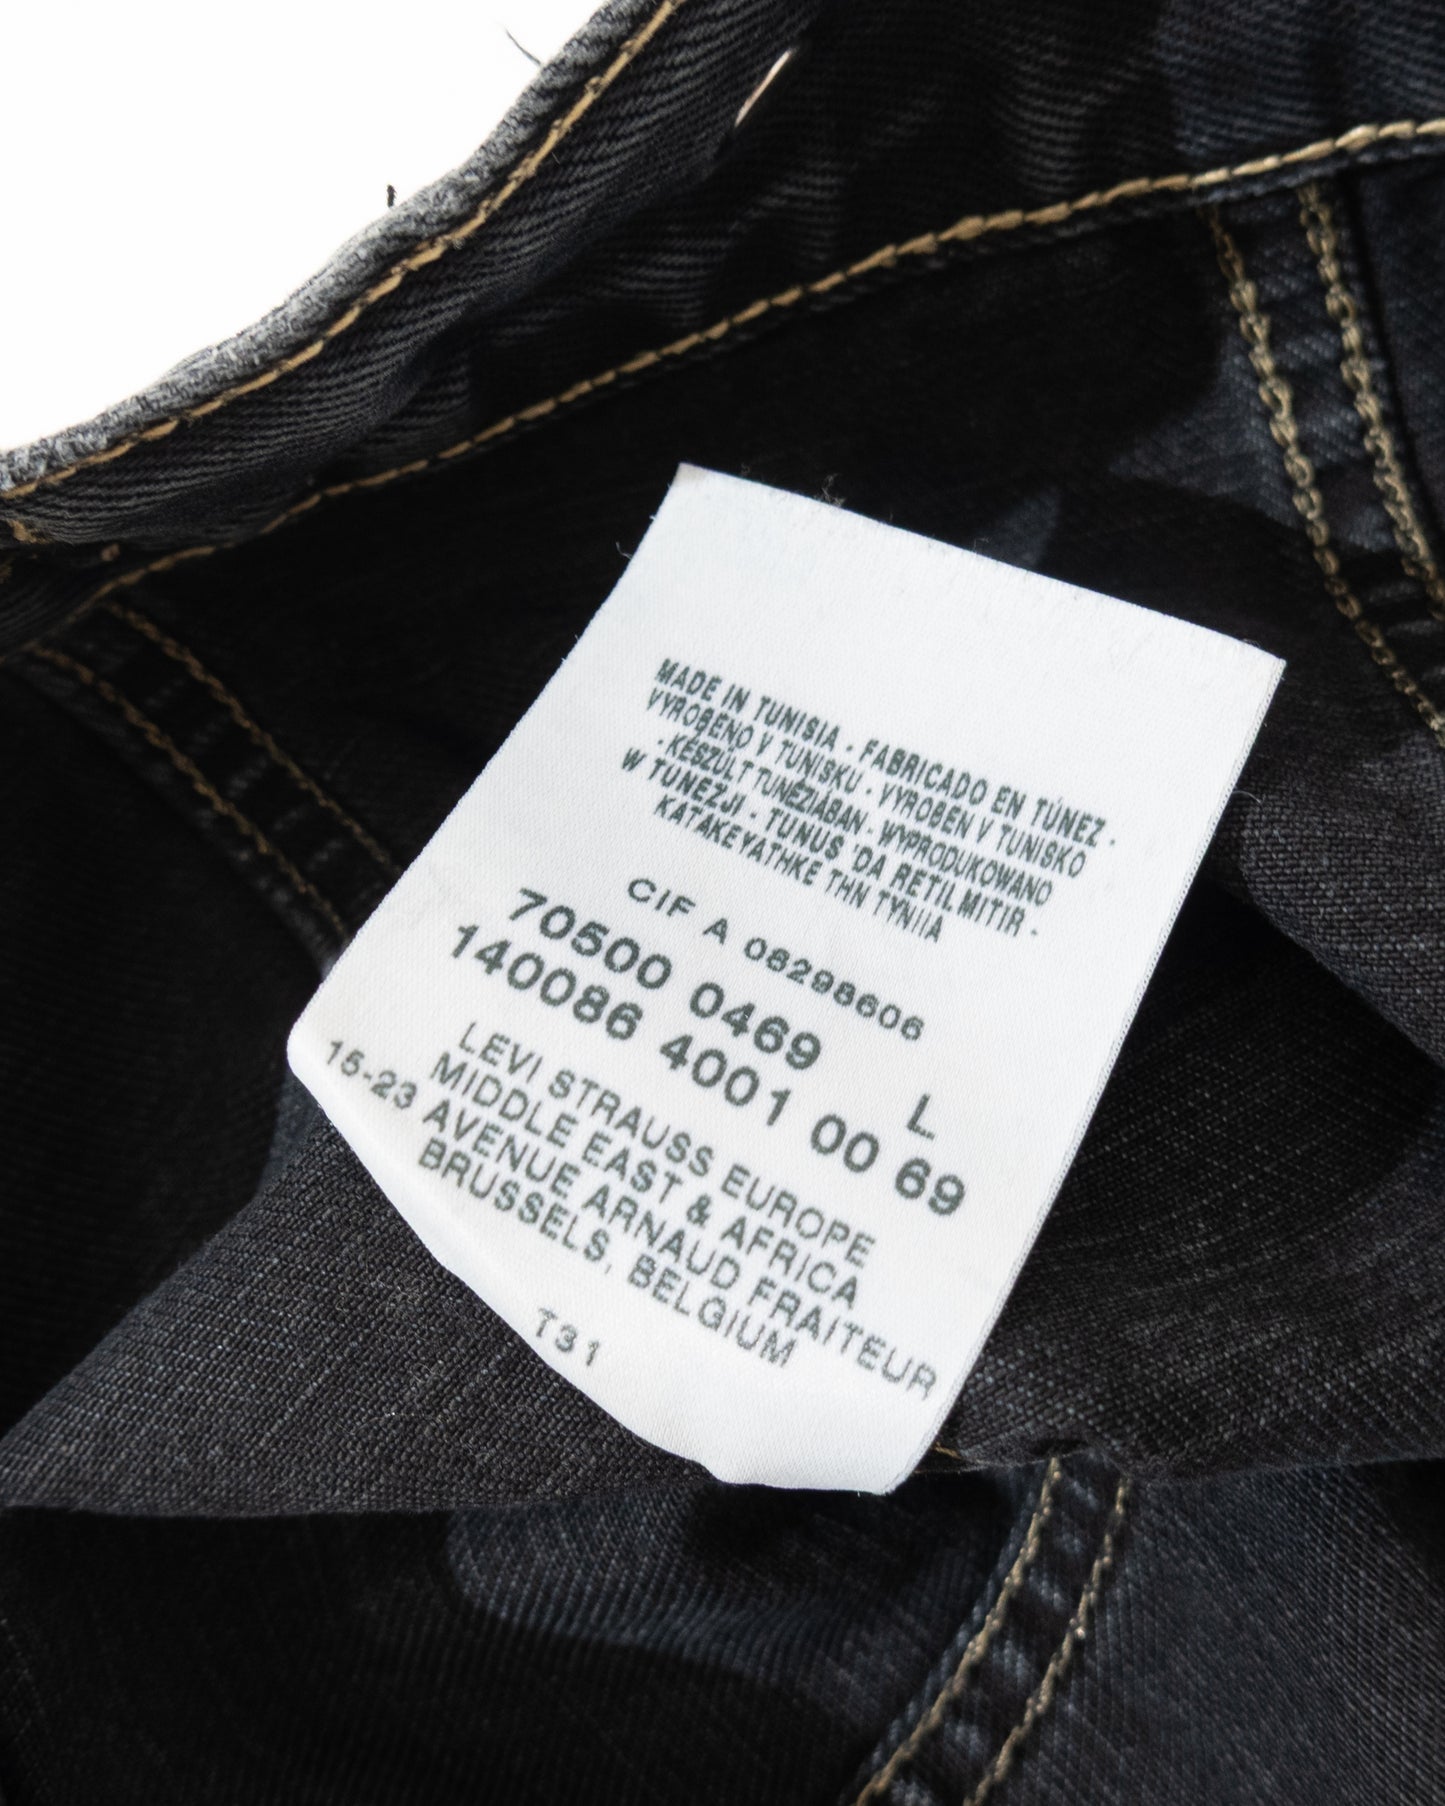 MADE IN TUNISIA - FABRICADO EN TÚNEZ -
VYROBENO V TUNISKU - VYROBEN V TUNISKO
- KÉSZÜLT TUNÉZIÁBAN - WYPRODUKOWANO
W TUNEZJI - TUNUS 'DA RETILMITIR -
KATAKEYATHKE THN TYNIIA
CIF A 08298606
70500 0469 L
140086 4001 00 69
LEVI STRAUSS EUROPE
MIDDLE EAST & AFRICA
15-23 AVENUE ARNAUD FRAITEUR
BRUSSELS, BELGIUM
T31